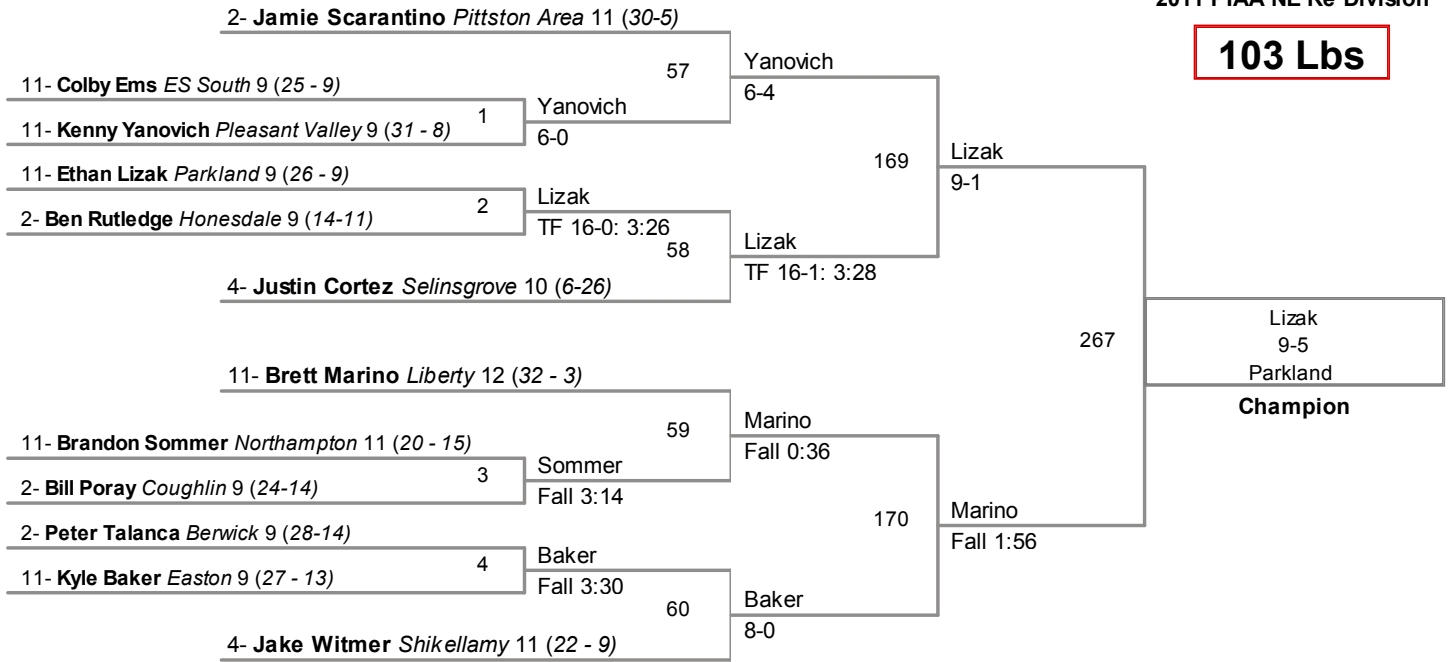 2011 PIAA NE Re Division
103 Lbs
2- Jamie Scarantino Pittston Area 11 (30-5)
57
Yanovich
6-4
11- Colby Ems ES South 9 (25 - 9)
1
Yanovich
6-0
11- Kenny Yanovich Pleasant Valley 9 (31 - 8)
169
Lizak
9-1
11- Ethan Lizak Parkland 9 (26 - 9)
2
Lizak
TF 16-0: 3:26
2- Ben Rutledge Honesdale 9 (14-11)
58
Lizak
TF 16-1: 3:28
4- Justin Cortez Selinsgrove 10 (6-26)
267
Lizak
9-5
Parkland
Champion
11- Brett Marino Liberty 12 (32 - 3)
59
Marino
Fall 0:36
11- Brandon Sommer Northampton 11 (20 - 15)
3
Sommer
Fall 3:14
2- Bill Poray Coughlin 9 (24-14)
170
Marino
Fall 1:56
2- Peter Talanca Berwick 9 (28-14)
4
Baker
Fall 3:30
11- Kyle Baker Easton 9 (27 - 13)
60
Baker
8-0
4- Jake Witmer Shikellamy 11 (22 - 9)